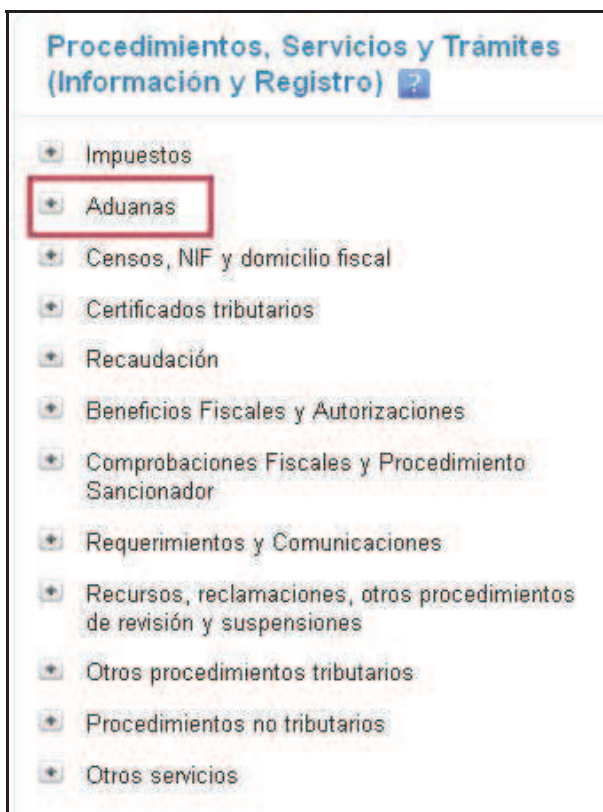 Procedimientos, Servicios y Trámites
(Información y Registro) ?
Impuestos
Aduanas
Censos, NIF y domicilio fiscal
Certificados tributarios
Recaudación
Beneficios Fiscales y Autorizaciones
Comprobaciones Fiscales y Procedimiento
Sancionador
Requerimientos y Comunicaciones
Recursos, reclamaciones, otros procedimientos
de revisión y suspensiones
Otros procedimientos tributarios
Procedimientos no tributarios
Otros servicios